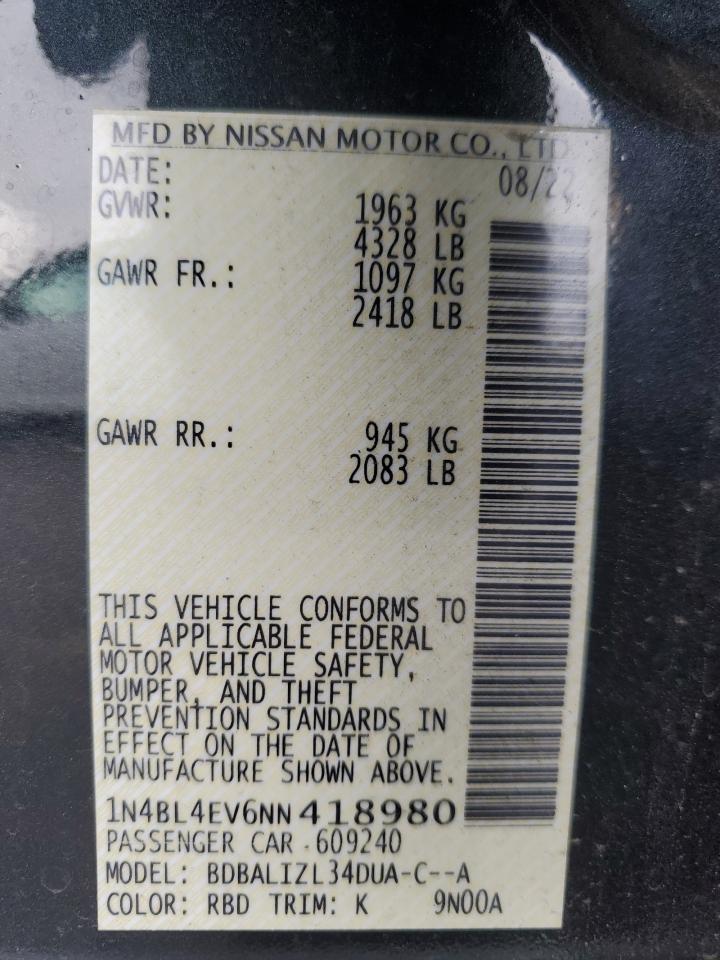 MFD BY NISSAN MOTOR CO., LTD
DATE: 08/22
GVWR: 1963 KG
4328 LB
GAWR FR.: 1097 KG
2418 LB
GAWR RR.: 945 KG
2083 LB
THIS VEHICLE CONFORMS TO
ALL APPLICABLE FEDERAL
MOTOR VEHICLE SAFETY,
BUMPER, AND THEFT
PREVENTION STANDARDS IN
EFFECT ON THE DATE OF
MANUFACTURE SHOWN ABOVE.
1N4BL4EV6NN418980
PASSENGER CAR 609240
MODEL: BDBALIZL34DUA-C--A
COLOR: RBD TRIM: K 9N00A